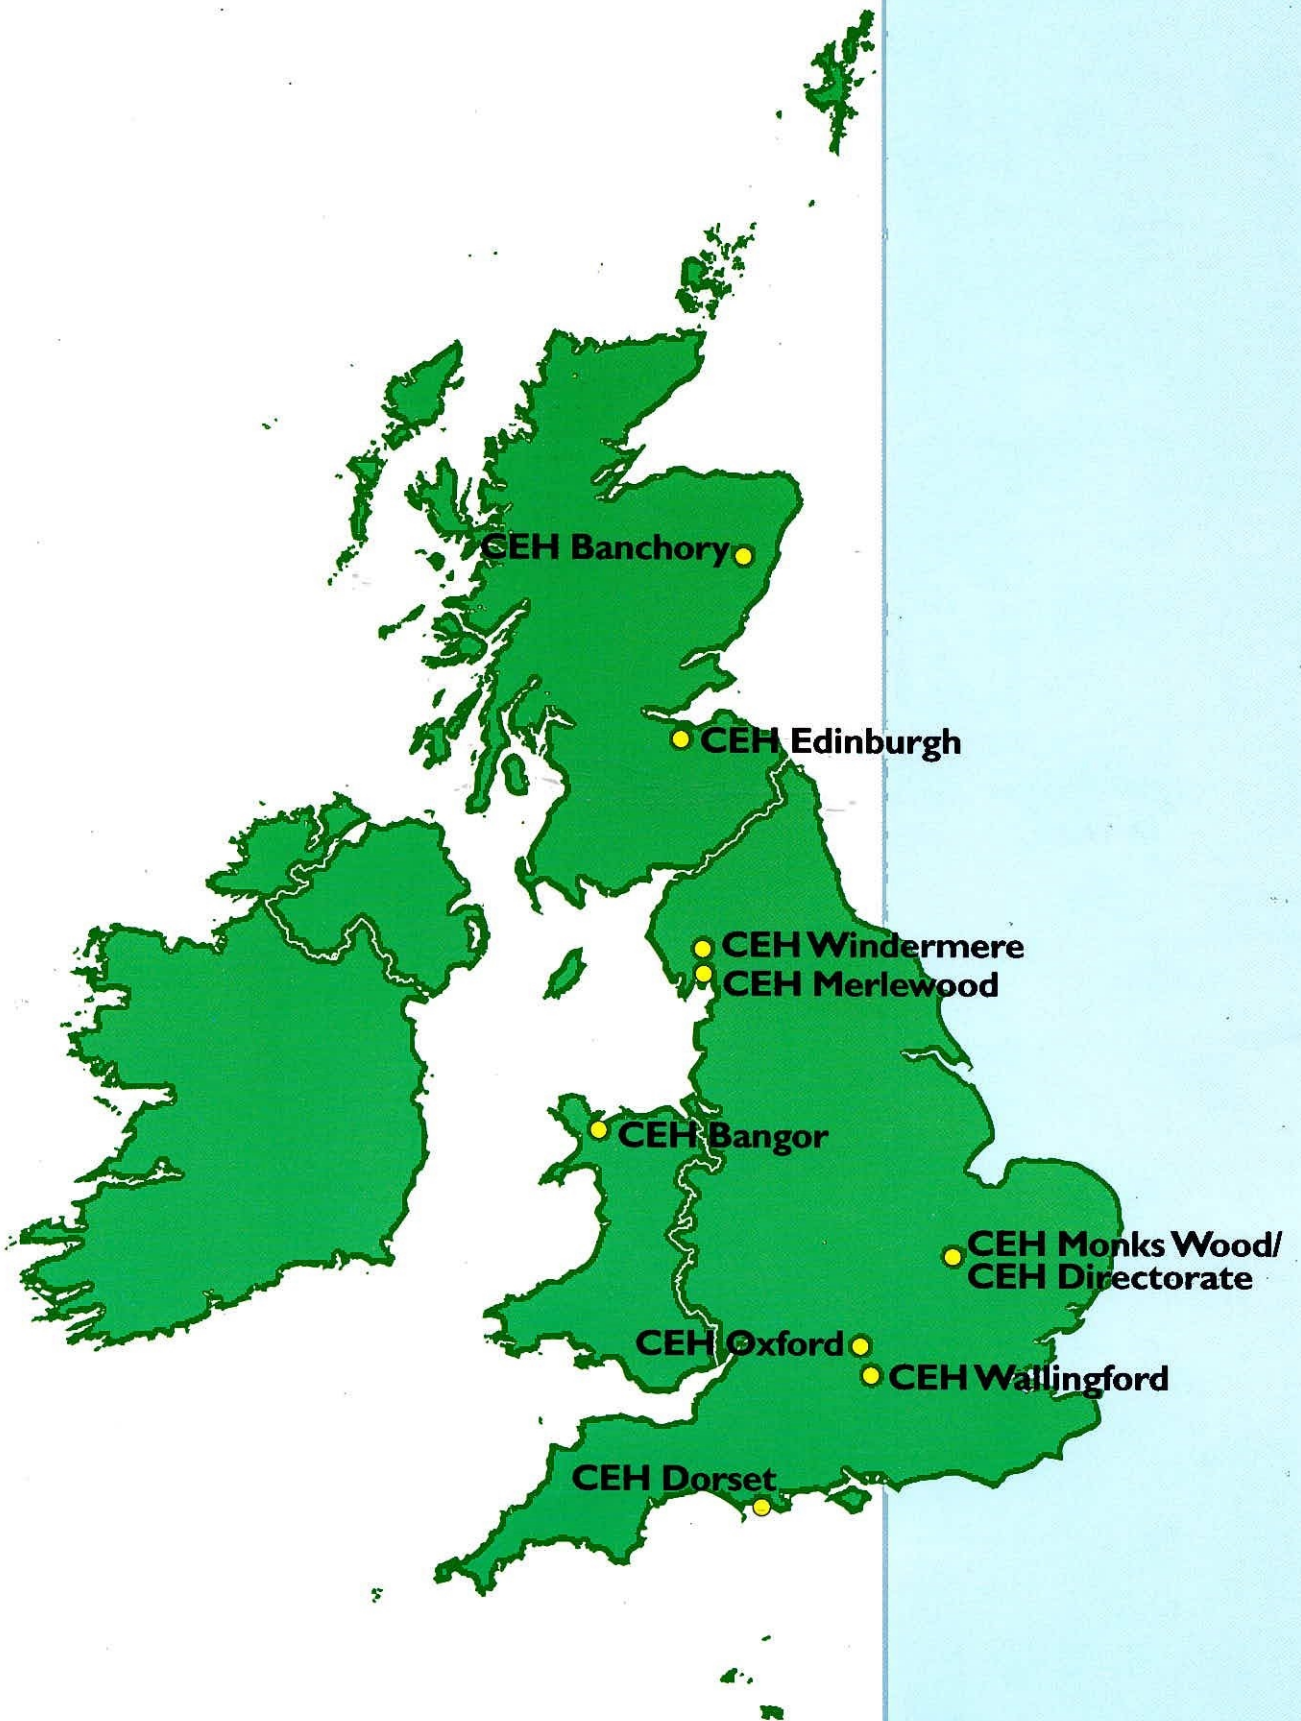 CEH Banchory
CEH Edinburgh
CEH Windermere
CEH Merlewood
CEH Bangor
CEH Monks Wood/
CEH Directorate
CEH Oxford
CEH Wallingford
CEH Dorset